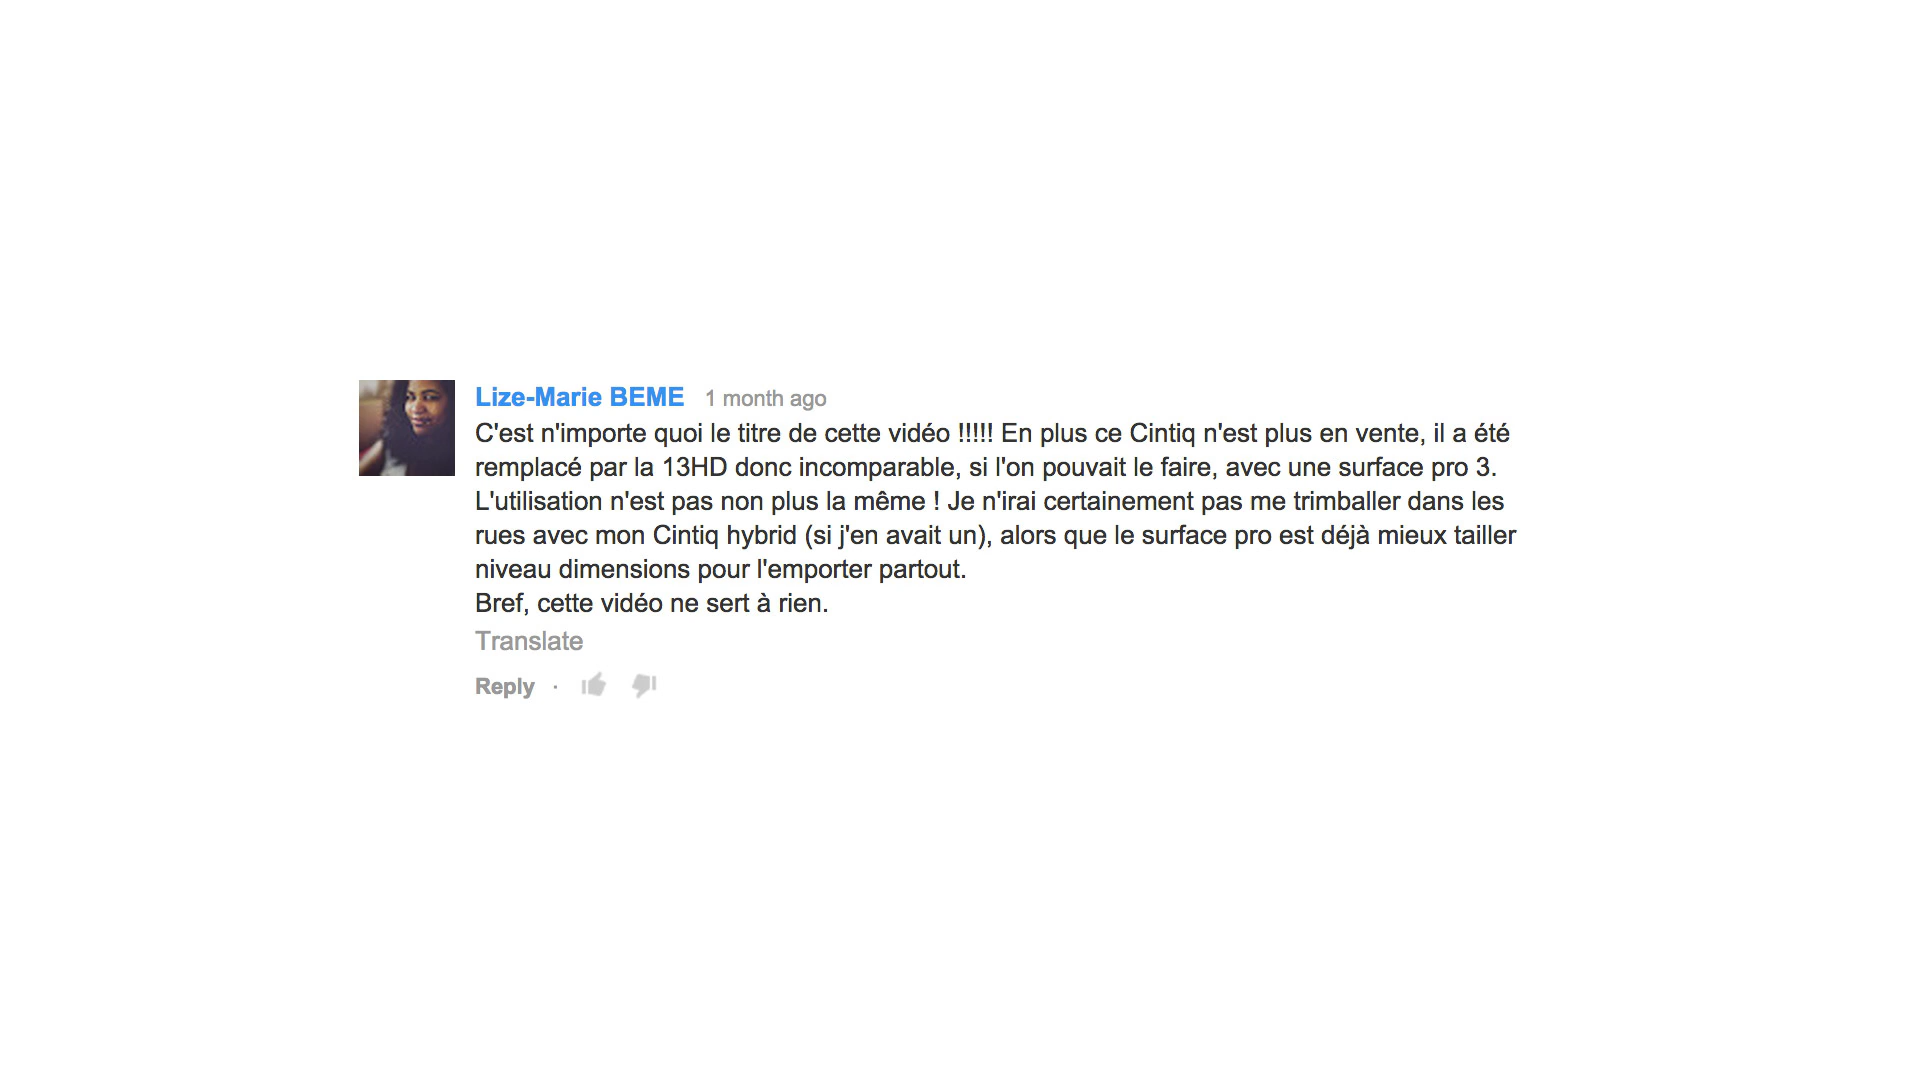 Lize-Marie BEME 1 month ago
C'est n'importe quoi le titre de cette vidéo !!!!! En plus ce Cintiq n'est plus en vente, il a été
remplacé par la 13HD donc incomparable, si l'on pouvait le faire, avec une surface pro 3.
L'utilisation n'est pas non plus la même ! Je n'irai certainement pas me trimballer dans les
rues avec mon Cintiq hybrid (si j'en avait un), alors que le surface pro est déjà mieux tailler
niveau dimensions pour l'emporter partout.
Bref, cette vidéo ne sert à rien.
Translate
Reply ·